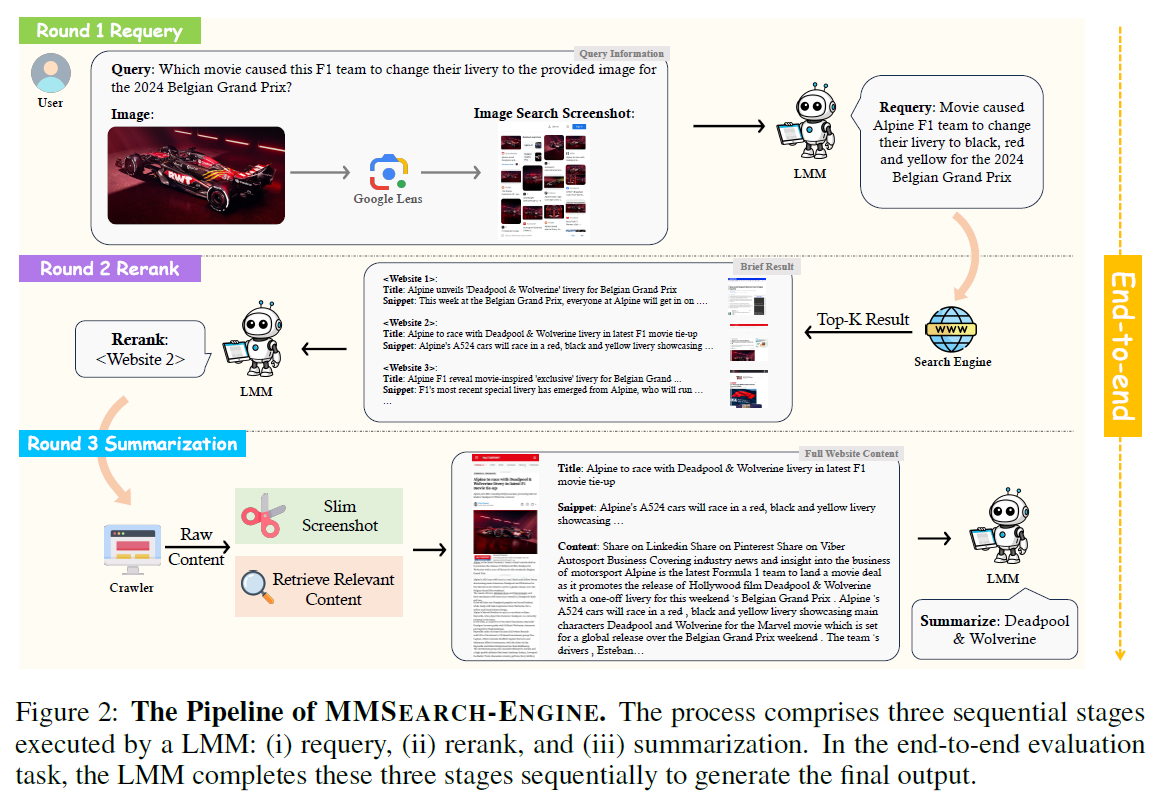 Round 1 Requery
User
Query Information
Query: Which movie caused this F1 team to change their livery to the provided image for
the 2024 Belgian Grand Prix?
Image:
RWT
Google Lens
Image Search Screenshot:
LMM
Requery: Movie caused
Alpine F1 team to change
their livery to black, red
and yellow for the 2024
Belgian Grand Prix
Round 2 Rerank
Rerank:
<Website 2>
LMM
Brief Result
<Website 1>:
Title: Alpine unveils 'Deadpool & Wolverine' livery for Belgian Grand Prix
Snippet: This week at the Belgian Grand Prix, everyone at Alpine will get in on ….
<Website 2>:
Title: Alpine to race with Deadpool & Wolverine livery in latest F1 movie tie-up
Snippet: Alpine's A524 cars will race in a red, black and yellow livery showcasing …
<Website 3>:
Title: Alpine F1 reveal movie-inspired 'exclusive' livery for Belgian Grand ...
Snippet: F1's most recent special livery has emerged from Alpine, who will run …
…
Top-K Result
WWW
Search Engine
End-to-end
Round 3 Summarization
Crawler
Raw
Content
Slim
Screenshot
Retrieve Relevant
Content
Full Website Content
Alpine to race with
Deadpool &
Wolverine livery in
latest F1 movie tie-up
Title: Alpine to race with Deadpool & Wolverine livery in latest F1
movie tie-up
Snippet: Alpine's A524 cars will race in a red, black and yellow livery
showcasing …
Content: Share on Linkedin Share on Pinterest Share on Viber
Autosport Business Covering industry news and insight into the business
of motorsport Alpine is the latest Formula 1 team to land a movie deal
as it promotes the release of Hollywood film Deadpool & Wolverine
with a one-off livery for this weekend 's Belgian Grand Prix . Alpine 's
A524 cars will race in a red , black and yellow livery showcasing main
characters Deadpool and Wolverine for the Marvel movie which is set
for a global release over the Belgian Grand Prix weekend . The team 's
drivers , Esteban…
LMM
Summarize: Deadpool
& Wolverine
Figure 2: The Pipeline of MMSEARCH-ENGINE. The process comprises three sequential stages
executed by a LMM: (i) requery, (ii) rerank, and (iii) summarization. In the end-to-end evaluation
task, the LMM completes these three stages sequentially to generate the final output.